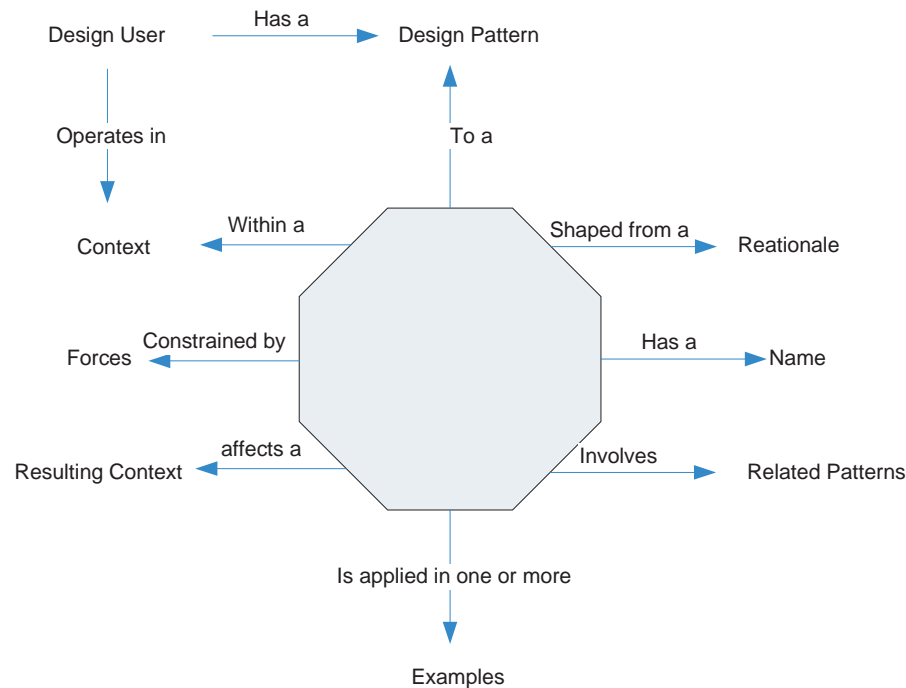 Has a
Design User
Design Pattern
Operates in
To a
Within a
Shaped from a
Context
Reationale
Constrained by
Has a
Forces
Name
affects a
Involves
Resulting Context
Related Patterns
Is applied in one or more
Examples